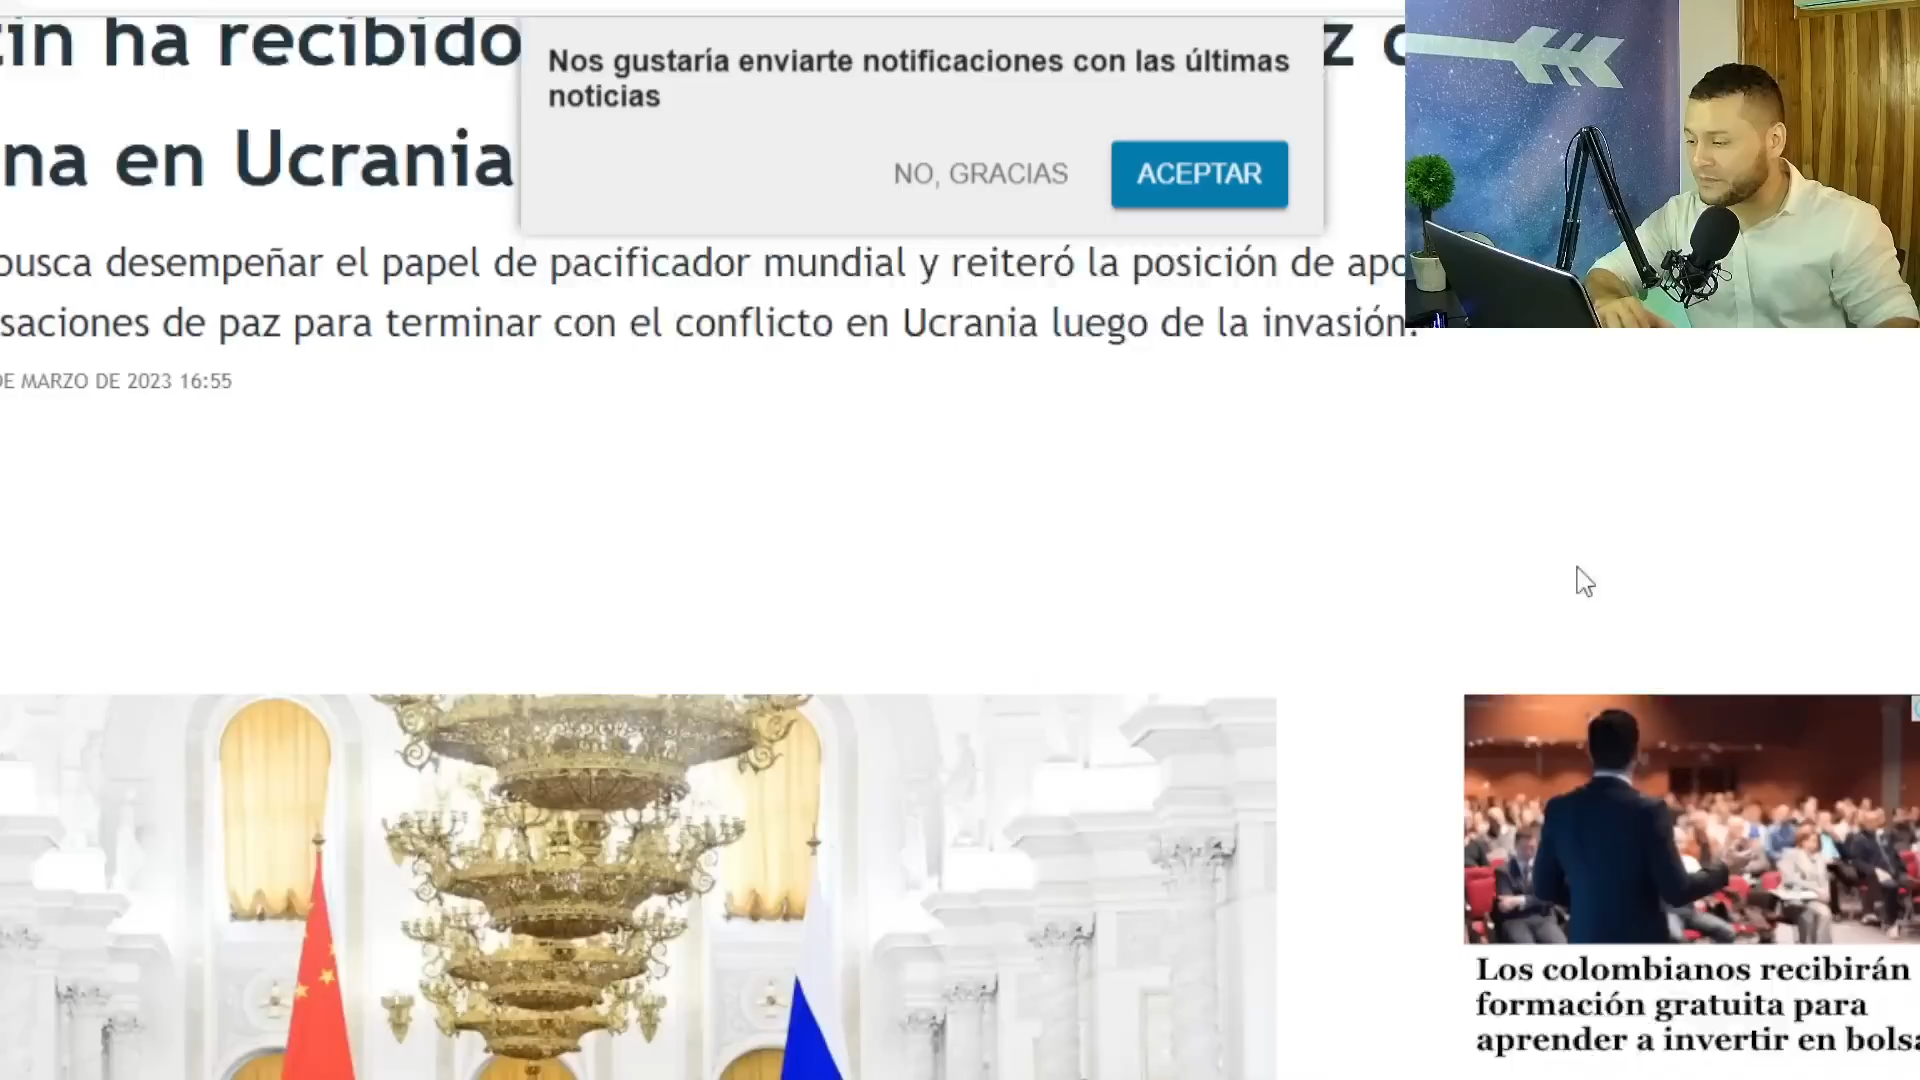 in ha recibido
Nos gustaría enviarte notificaciones con las últimas
noticias
NO, GRACIAS
ACEPTAR
na en Ucrania
busca desempeñar el papel de pacificador mundial y reiteró la posición de apo
saciones de paz para terminar con el conflicto en Ucrania luego de la invasión.
DE MARZO DE 2023 16:55
Los colombianos recibirán
formación gratuita para
aprender a invertir en bolsa